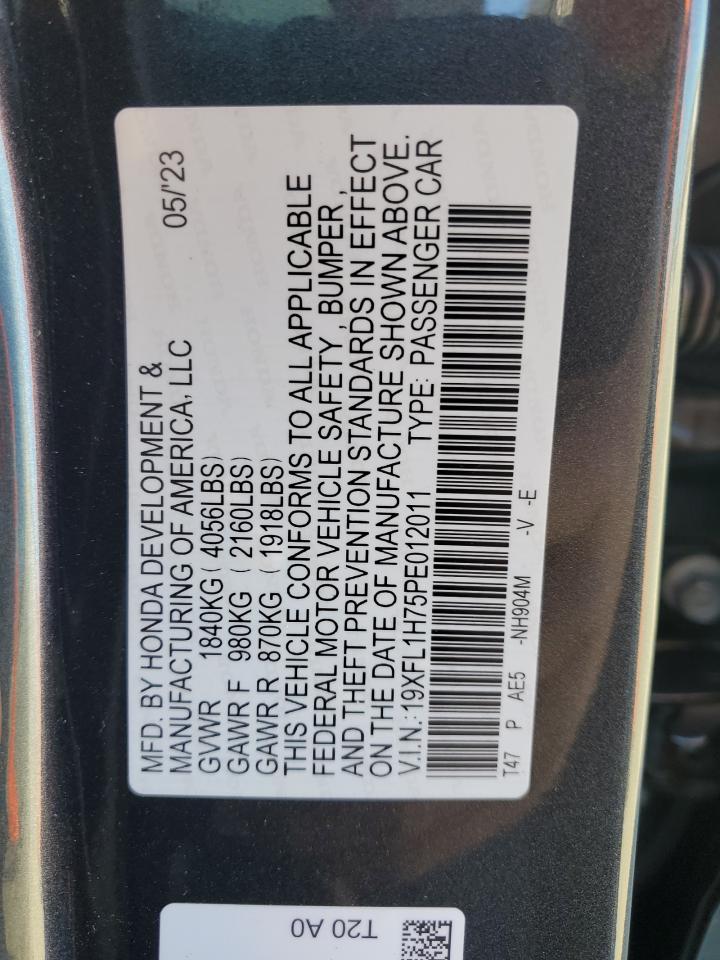 MFD. BY HONDA DEVELOPMENT &
MANUFACTURING OF AMERICA, LLC 05/'23
GVWR 1840KG ( 4056LBS)
GAWR F 980KG ( 2160LBS)
GAWR R 870KG ( 1918LBS)
THIS VEHICLE CONFORMS TO ALL APPLICABLE
FEDERAL MOTOR VEHICLE SAFETY , BUMPER ,
AND THEFT PREVENTION STANDARDS IN EFFECT
ON THE DATE OF MANUFACTURE SHOWN ABOVE.
V.I.N.:19XFL1H75PE012011 TYPE: PASSENGER CAR
T47 P AE5 -NH904M -V -E
T20 A0